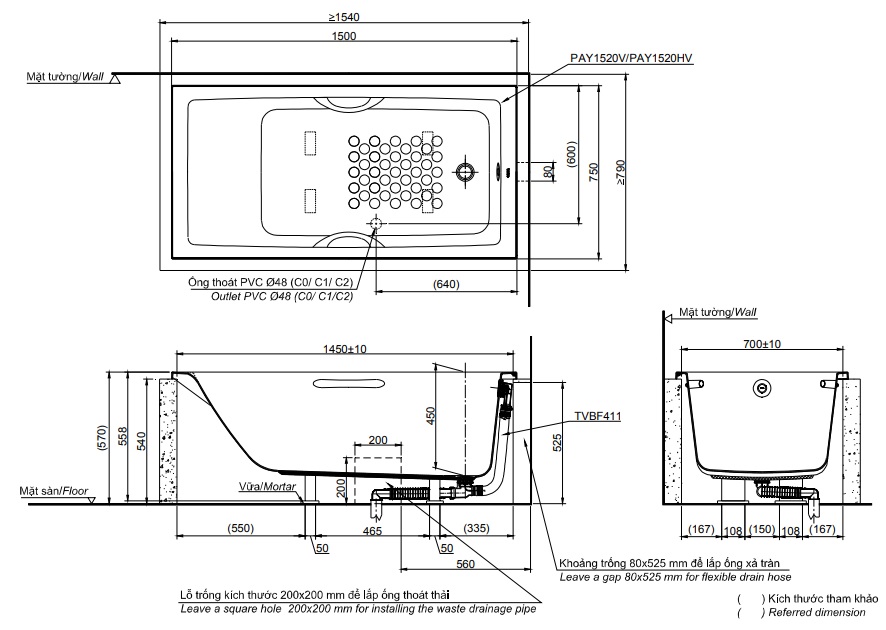 ≥1540
1500
PAY1520V/PAY1520HV
Mặt tường/Wall
(600)
750
≥790
80
Ống thoát PVC Ø48 (C0/ C1/ C2)
Outlet PVC Ø48 (C0/ C1/C2)
(640)
Mặt tường/Wall
1450±10
700±10
(570)
558
540
450
TVBF411
525
200
200
Vữa/Mortar
Mặt sàn/Floor
(550)
465
(335)
50
50
560
(167)
108
(150)
108
(167)
Khoảng trống 80x525 mm để lắp ống xả tràn
Leave a gap 80x525 mm for flexible drain hose
Lỗ trống kích thước 200x200 mm để lắp ống thoát thải
Leave a square hole 200x200 mm for installing the waste drainage pipe
( ) Kích thước tham khảo
( ) Referred dimension